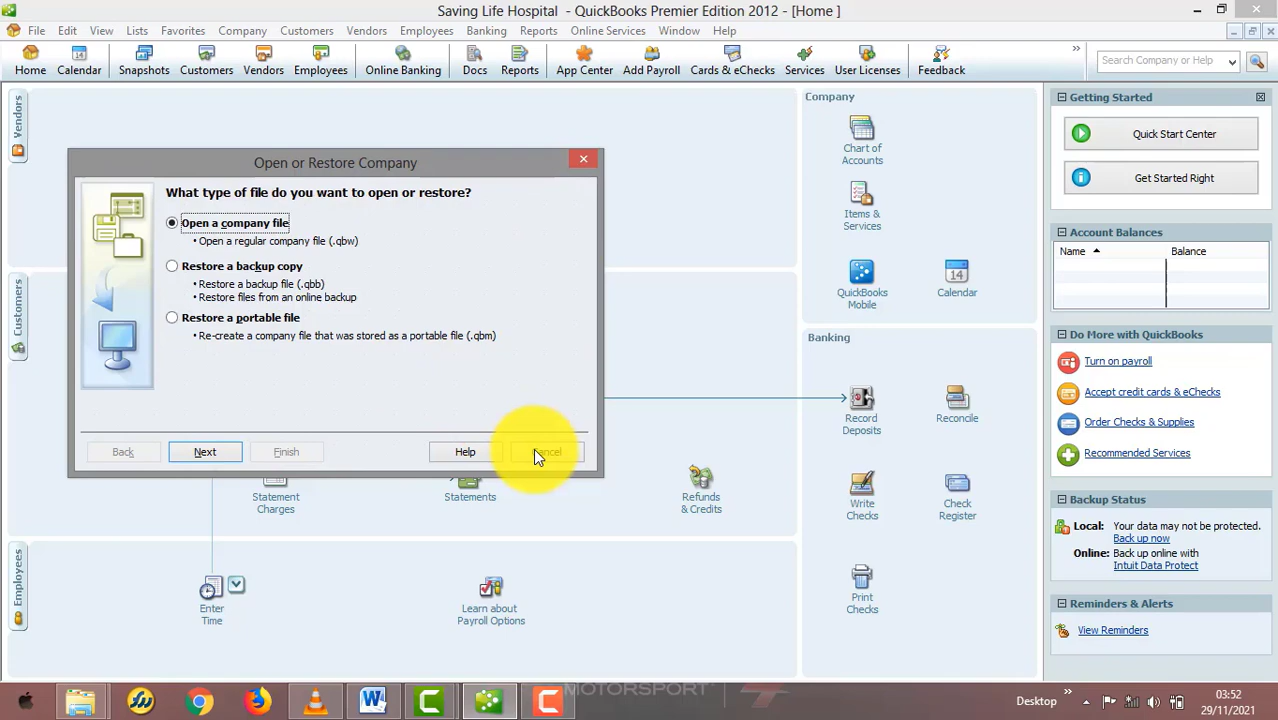 Saving Life Hospital - QuickBooks Premier Edition 2012 - [Home ]
File Edit View Lists Favorites Company Customers Vendors Employees Banking Reports Online Services Window Help
Home Calendar Snapshots Customers Vendors Employees Online Banking Docs Reports App Center Add Payroll Cards & eChecks Services User Licenses Feedback
Search Company or Help
Vendors
Customers
Employees
Open or Restore Company
What type of file do you want to open or restore?
Open a company file
• Open a regular company file (.qbw)
Restore a backup copy
• Restore a backup file (.qbb)
• Restore files from an online backup
Restore a portable file
• Re-create a company file that was stored as a portable file (.qbm)
Back Next Finish Help Cancel
Statement
Charges
Statements
Refunds
& Credits
Enter
Time
Learn about
Payroll Options
Company
Chart of
Accounts
Items &
Services
QuickBooks
Mobile
14
Calendar
Banking
Record
Deposits
Reconcile
Write
Checks
Check
Register
Print
Checks
Getting Started
Quick Start Center
Get Started Right
Account Balances
Name Balance
Do More with QuickBooks
Turn on payroll
Accept credit cards & eChecks
Order Checks & Supplies
Recommended Services
Backup Status
Local: Your data may not be protected.
Back up now
Online: Back up online with
Intuit Data Protect
Reminders & Alerts
View Reminders
MOTORSPORT
Desktop
03:52
29/11/2021